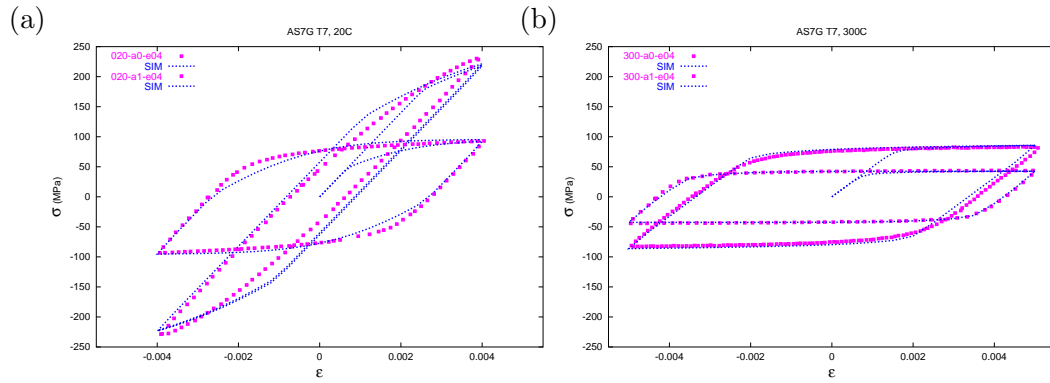 (a)
AS7G T7, 20C
020-a0-e04
SIM
020-a1-e04
SIM
250
200
150
100
50
0
-50
-100
-150
-200
-250
σ (MPa)
-0.004
-0.002
0
0.002
0.004
ε
(b)
AS7G T7, 300C
300-a0-e04
SIM
300-a1-e04
SIM
250
200
150
100
50
0
-50
-100
-150
-200
-250
σ (MPa)
-0.004
-0.002
0
0.002
0.004
ε